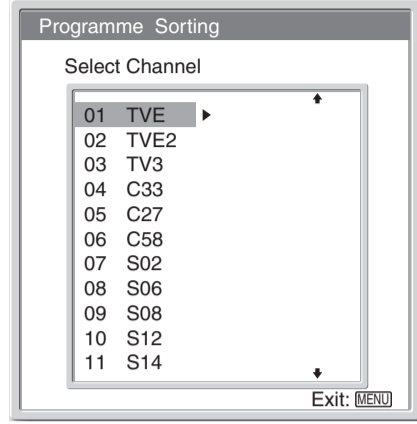 Programme Sorting
Select Channel
01 TVE
02 TVE2
03 TV3
04 C33
05 C27
06 C58
07 S02
08 S06
09 S08
10 S12
11 S14
Exit: MENU